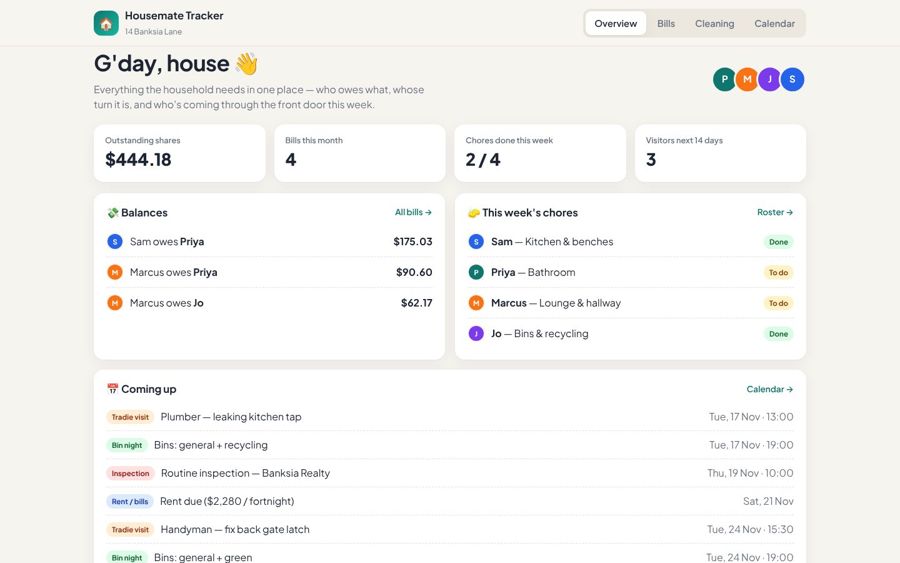 Housemate Tracker
14 Banksia Lane
Overview
Bills
Cleaning
Calendar
G'day, house 👋
Everything the household needs in one place — who owes what, whose
turn it is, and who's coming through the front door this week.
P M J S
Outstanding shares
$444.18
Bills this month
4
Chores done this week
2 / 4
Visitors next 14 days
3
💸 Balances
All bills →
S Sam owes Priya $175.03
M Marcus owes Priya $90.60
M Marcus owes Jo $62.17
🧽 This week's chores
Roster →
S Sam — Kitchen & benches Done
P Priya — Bathroom To do
M Marcus — Lounge & hallway To do
J Jo — Bins & recycling Done
📅 Coming up
Calendar →
Tradie visit Plumber — leaking kitchen tap Tue, 17 Nov · 13:00
Bin night Bins: general + recycling Tue, 17 Nov · 19:00
Inspection Routine inspection — Banksia Realty Thu, 19 Nov · 10:00
Rent / bills Rent due ($2,280 / fortnight) Sat, 21 Nov
Tradie visit Handyman — fix back gate latch Tue, 24 Nov · 15:30
Bin night Bins: general + green Tue, 24 Nov · 19:00